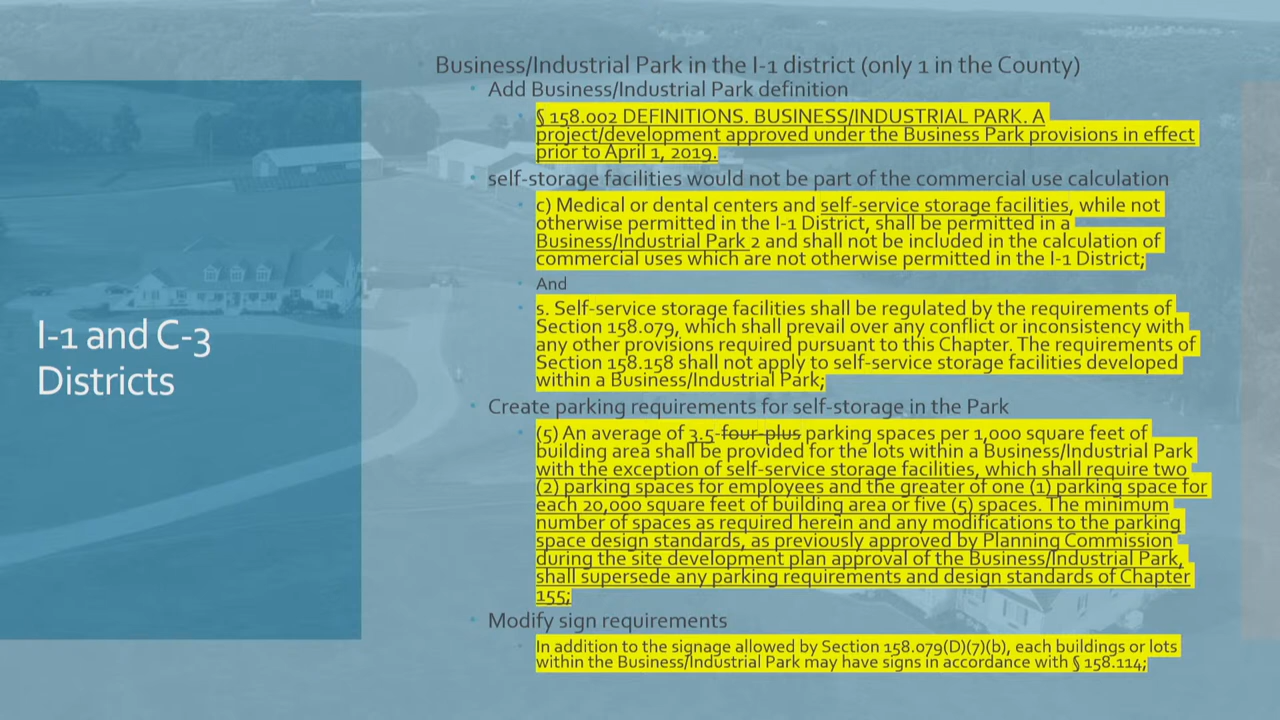 I-1 and C-3
Districts
Business/Industrial Park in the I-1 district (only 1 in the County)
Add Business/Industrial Park definition
§ 158.002 DEFINITIONS. BUSINESS/INDUSTRIAL PARK. A
project/development approved under the Business Park provisions in effect
prior to April 1, 2019.
self-storage facilities would not be part of the commercial use calculation
c) Medical or dental centers and self-service storage facilities, while not
otherwise permitted in the I-1 District, shall be permitted in a
Business/Industrial Park 2 and shall not be included in the calculation of
commercial uses which are not otherwise permitted in the I-1 District;
And
s. Self-service storage facilities shall be regulated by the requirements of
Section 158.079, which shall prevail over any conflict or inconsistency with
any other provisions required pursuant to this Chapter. The requirements of
Section 158.158 shall not apply to self-service storage facilities developed
within a Business/Industrial Park;
Create parking requirements for self-storage in the Park
(5) An average of 3.5-four-plus parking spaces per 1,000 square feet of
building area shall be provided for the lots within a Business/Industrial Park
with the exception of self-service storage facilities, which shall require two
(2) parking spaces for employees and the greater of one (1) parking space for
each 20,000 square feet of building area or five (5) spaces. The minimum
number of spaces as required herein and any modifications to the parking
space design standards, as previously approved by Planning Commission
during the site development plan approval of the Business/Industrial Park,
shall supersede any parking requirements and design standards of Chapter
155;
Modify sign requirements
In addition to the signage allowed by Section 158.079(D)(7)(b), each buildings or lots
within the Business/Industrial Park may have signs in accordance with § 158.114;